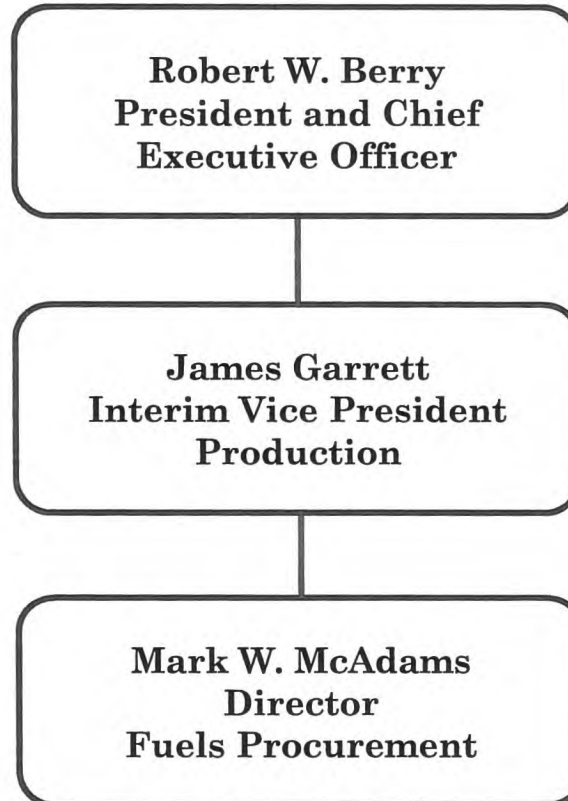 Robert W. Berry
President and Chief
Executive Officer
James Garrett
Interim Vice President
Production
Mark W. McAdams
Director
Fuels Procurement